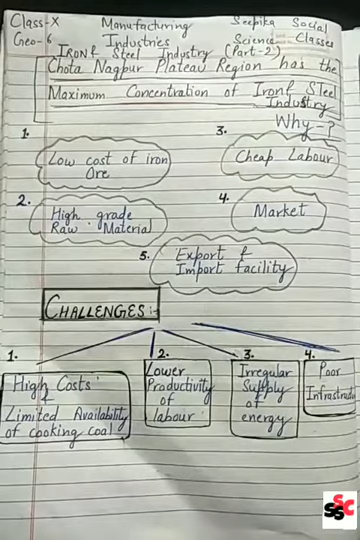 Class-X Manufacturing Seepika Social
Geo-6 Industries Science Classes
Iron & Steel Industry (Part-2)
Chota Nagpur Plateau Region has the
Maximum Concentration of Iron & Steel
Industry
Why-?
1.
Low cost of iron
Ore
3.
Cheap Labour
2.
High grade
Raw Material
4.
Market
5.
Export &
Import facility
CHALLENGES:-
1.
High Costs
&
Limited Availability
of cooking coal
2.
Lower
Productivity
of
labour
3.
Irregular
Supply
of
energy
4.
Poor
Infrastru
SSSC